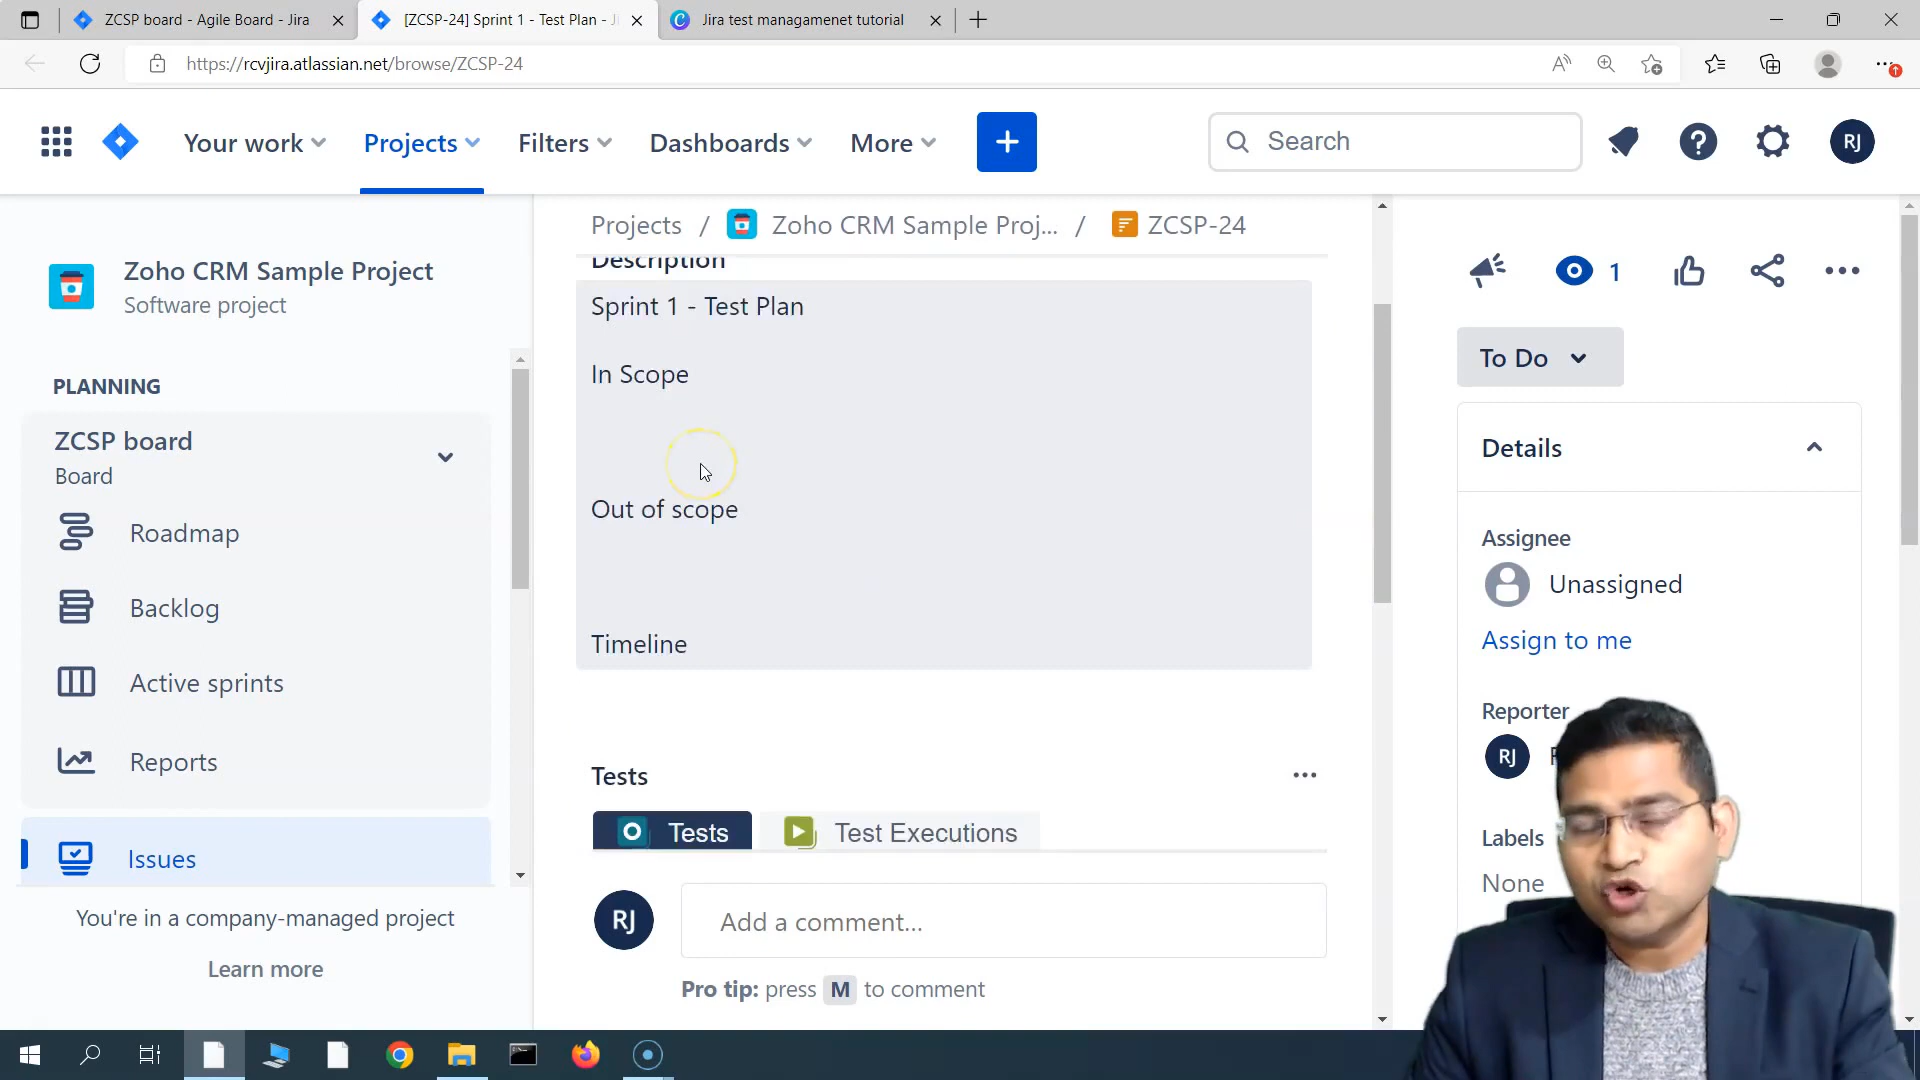 ZCSP board - Agile Board - Jira
[ZCSP-24] Sprint 1 - Test Plan - Ji
Jira test managamenet tutorial
https://rcvjira.atlassian.net/browse/ZCSP-24
Your work
Projects
Filters
Dashboards
More
Search
RJ
Zoho CRM Sample Project
Software project
PLANNING
ZCSP board
Board
Roadmap
Backlog
Active sprints
Reports
Issues
You're in a company-managed project
Learn more
Projects / Zoho CRM Sample Proj... / ZCSP-24
Description
Sprint 1 - Test Plan
In Scope
Out of scope
Timeline
Tests
Tests
Test Executions
RJ
Add a comment...
Pro tip: press M to comment
1
To Do
Details
Assignee
Unassigned
Assign to me
Reporter
RJ
Labels
None